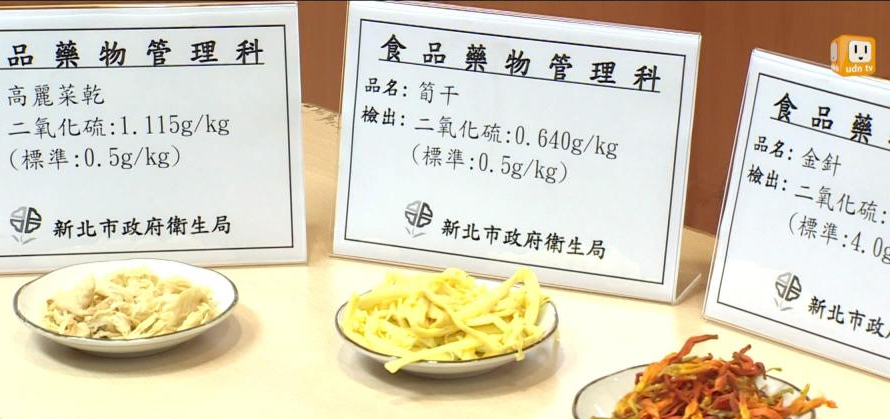 品藥物管理科
高麗菜乾
二氧化硫:1.115g/kg
(標準:0.5g/kg)
新北市政府衛生局
食品藥物管理科
品名:筍干
檢出:二氧化硫:0.640g/kg
(標準:0.5g/kg)
新北市政府衛生局
食品藥
品名:金針
檢出:二氧化硫:
(標準:4.0g
新北市政
udn tv